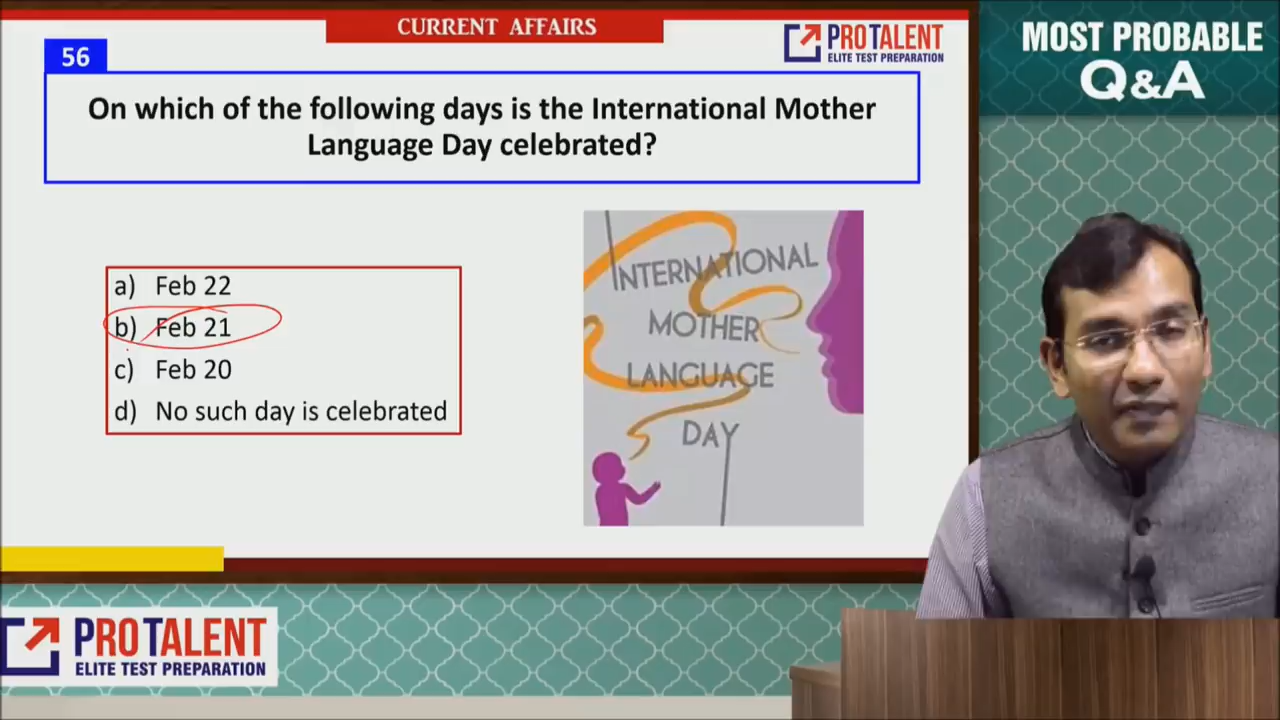 CURRENT AFFAIRS
PROTALENT
ELITE TEST PREPARATION
MOST PROBABLE
Q&A
56
On which of the following days is the International Mother
Language Day celebrated?
a) Feb 22
b) Feb 21
c) Feb 20
d) No such day is celebrated
INTERNATIONAL
MOTHER
LANGUAGE
DAY
PROTALENT
ELITE TEST PREPARATION